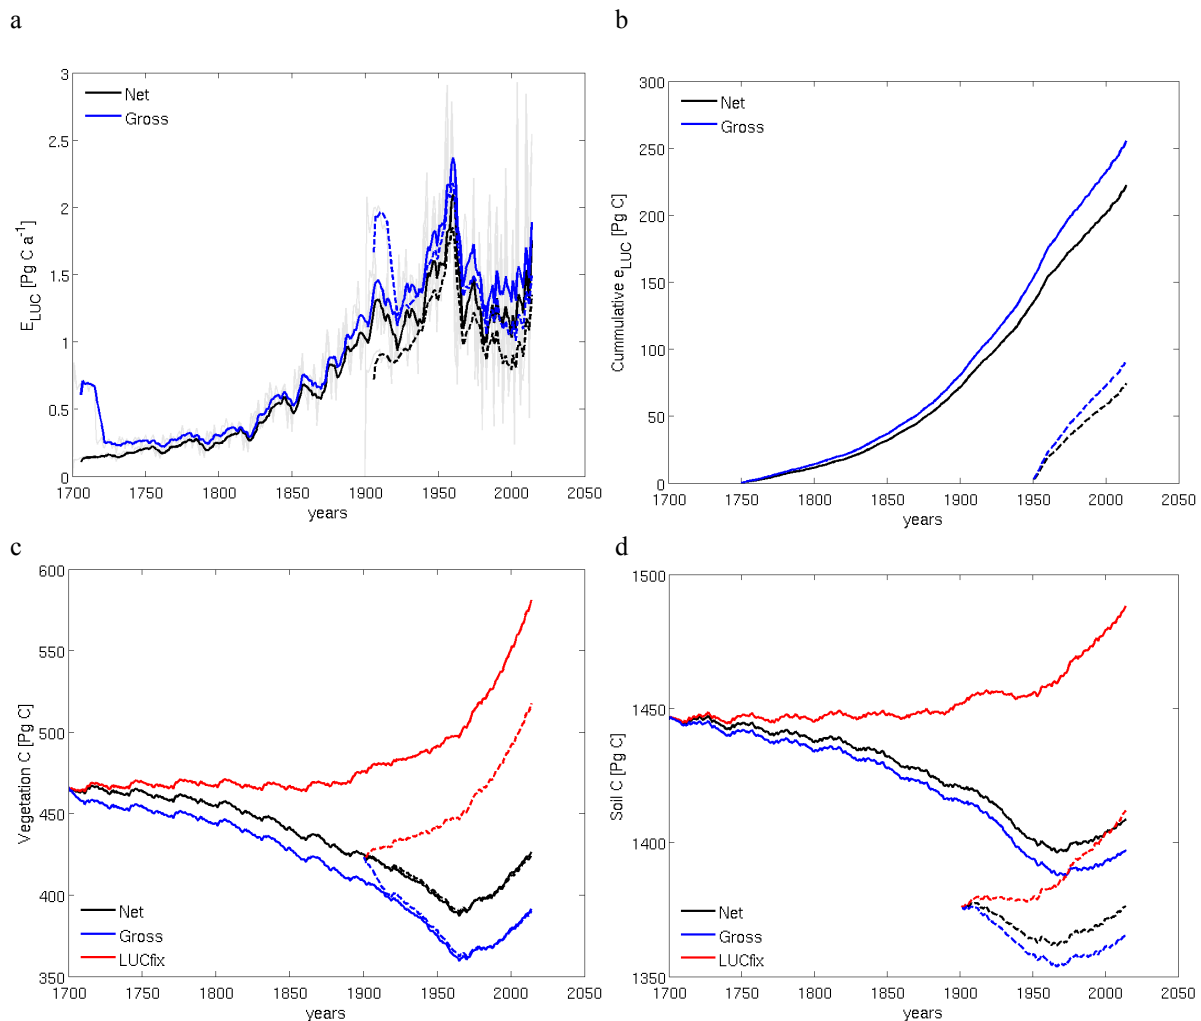 a
E_LUC [Pg C a⁻¹]
3
2.5
2
1.5
1
0.5
0
Net
Gross
1700 1750 1800 1850 1900 1950 2000 2050
years
b
Cummulative e_LUC [Pg C]
300
250
200
150
100
50
0
Net
Gross
1700 1750 1800 1850 1900 1950 2000 2050
years
c
Vegetation C [Pg C]
600
550
500
450
400
350
Net
Gross
LUCfix
1700 1750 1800 1850 1900 1950 2000 2050
years
d
Soil C [Pg C]
1500
1450
1400
1350
Net
Gross
LUCfix
1700 1750 1800 1850 1900 1950 2000 2050
years